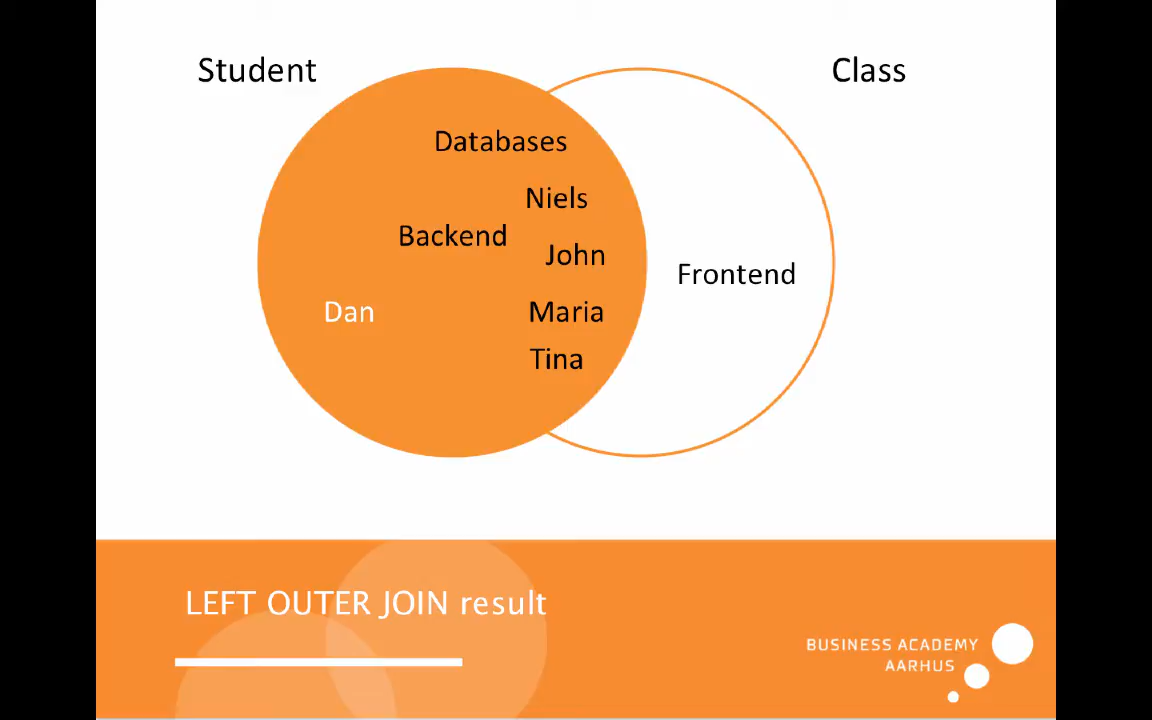 Student
Class
Databases
Niels
Backend
John
Frontend
Dan
Maria
Tina
LEFT OUTER JOIN result
BUSINESS ACADEMY
AARHUS